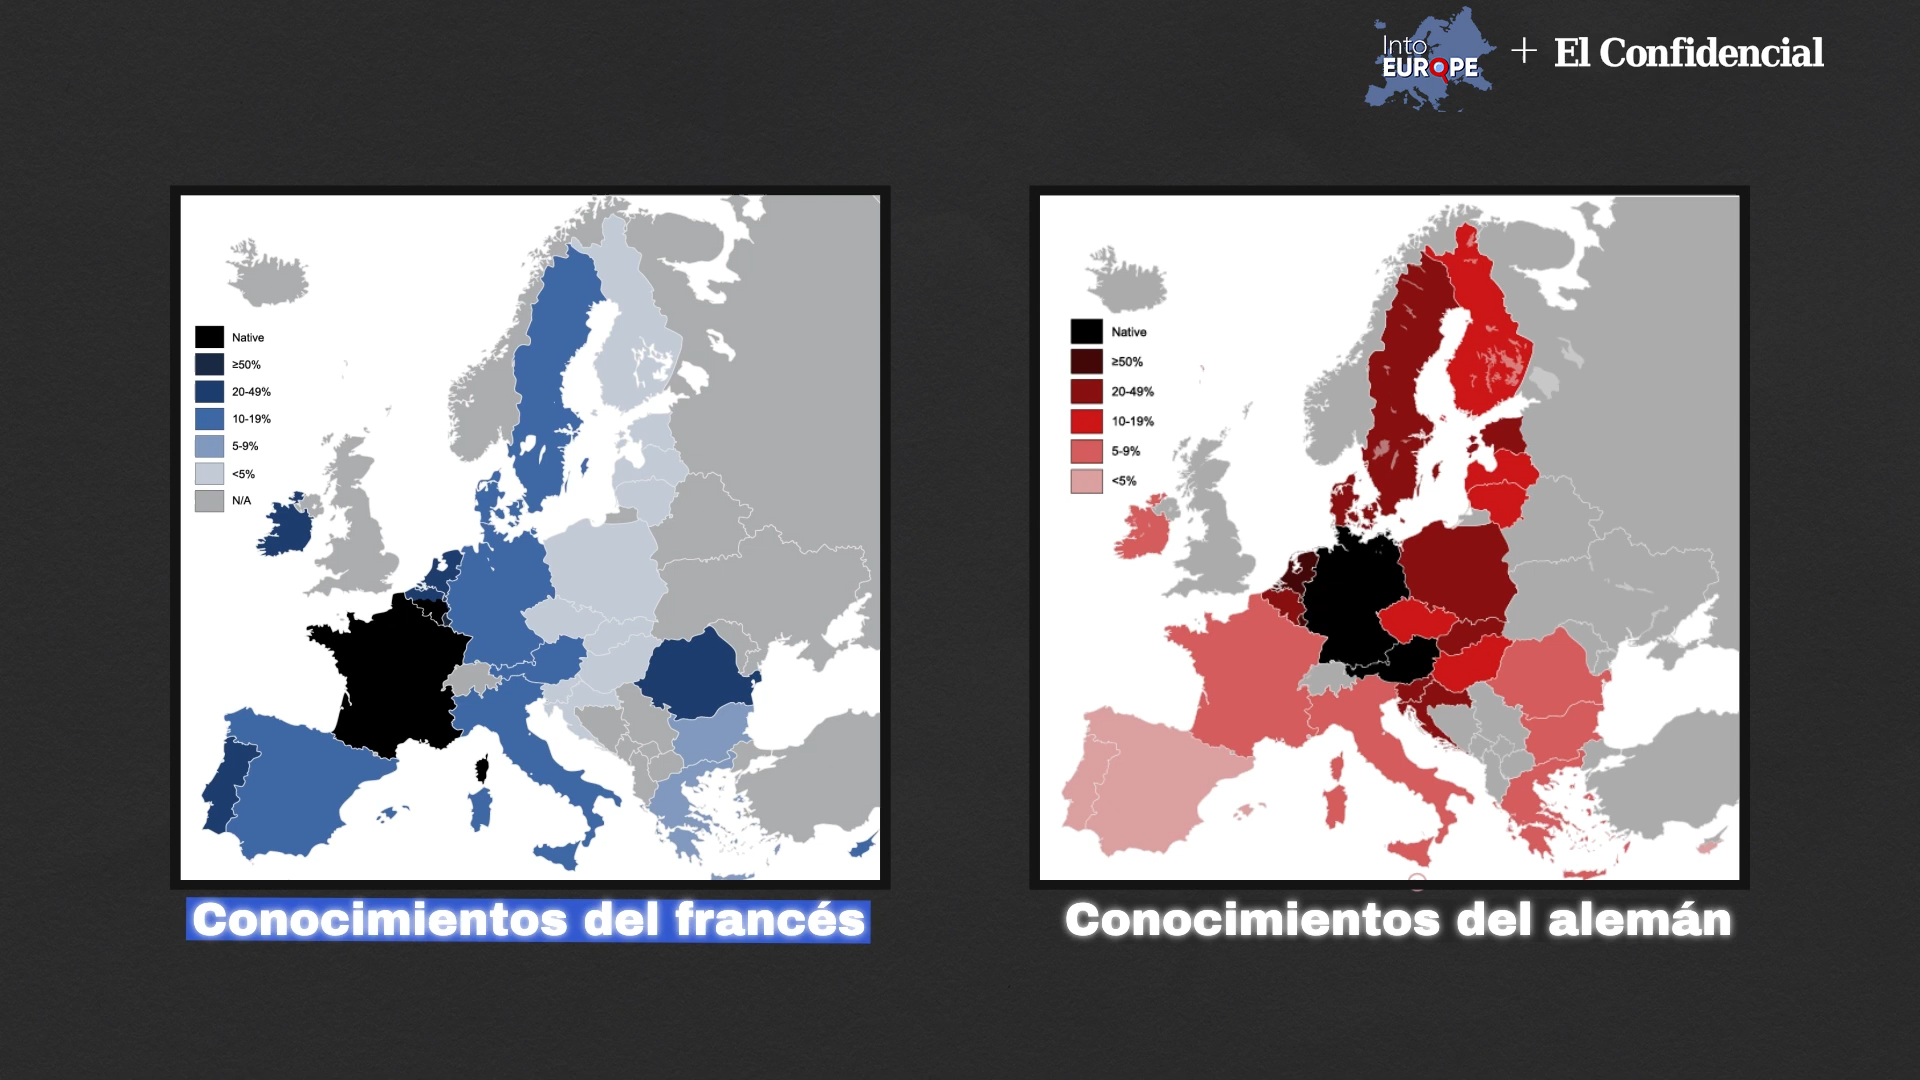 Into
EUROPE
+ El Confidencial
Native
≥50%
20-49%
10-19%
5-9%
<5%
N/A
Native
≥50%
20-49%
10-19%
5-9%
<5%
Conocimientos del francés
Conocimientos del alemán